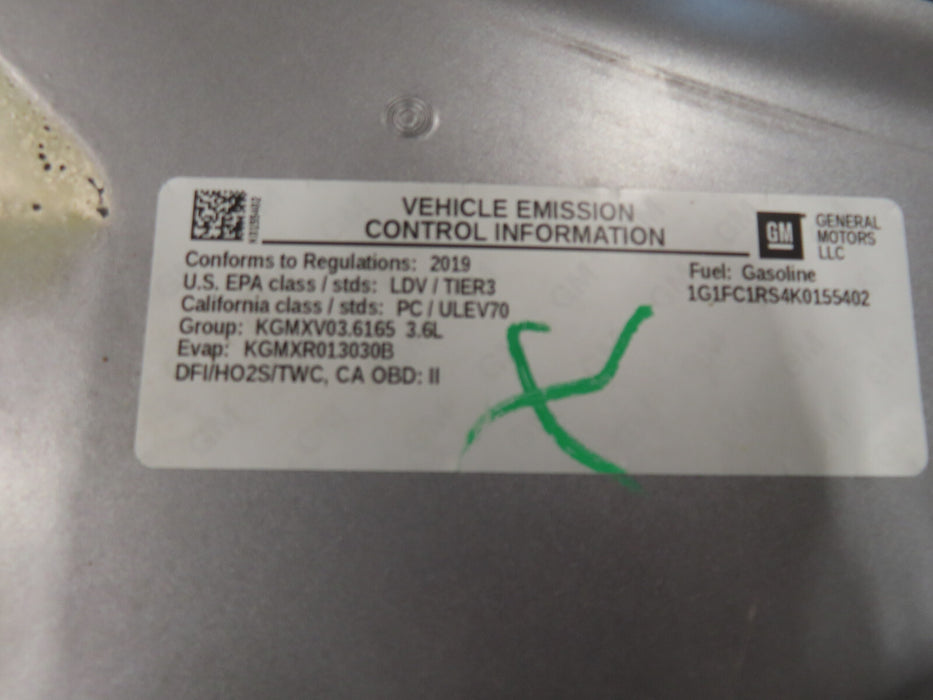 VEHICLE EMISSION
CONTROL INFORMATION
GM
GENERAL
MOTORS
LLC
K0155402
Conforms to Regulations: 2019
U.S. EPA class / stds: LDV / TIER3
California class / stds: PC / ULEV70
Group: KGMXV03.6165 3.6L
Evap: KGMXR013030B
DFI/HO2S/TWC, CA OBD: II
Fuel: Gasoline
1G1FC1RS4K0155402
X